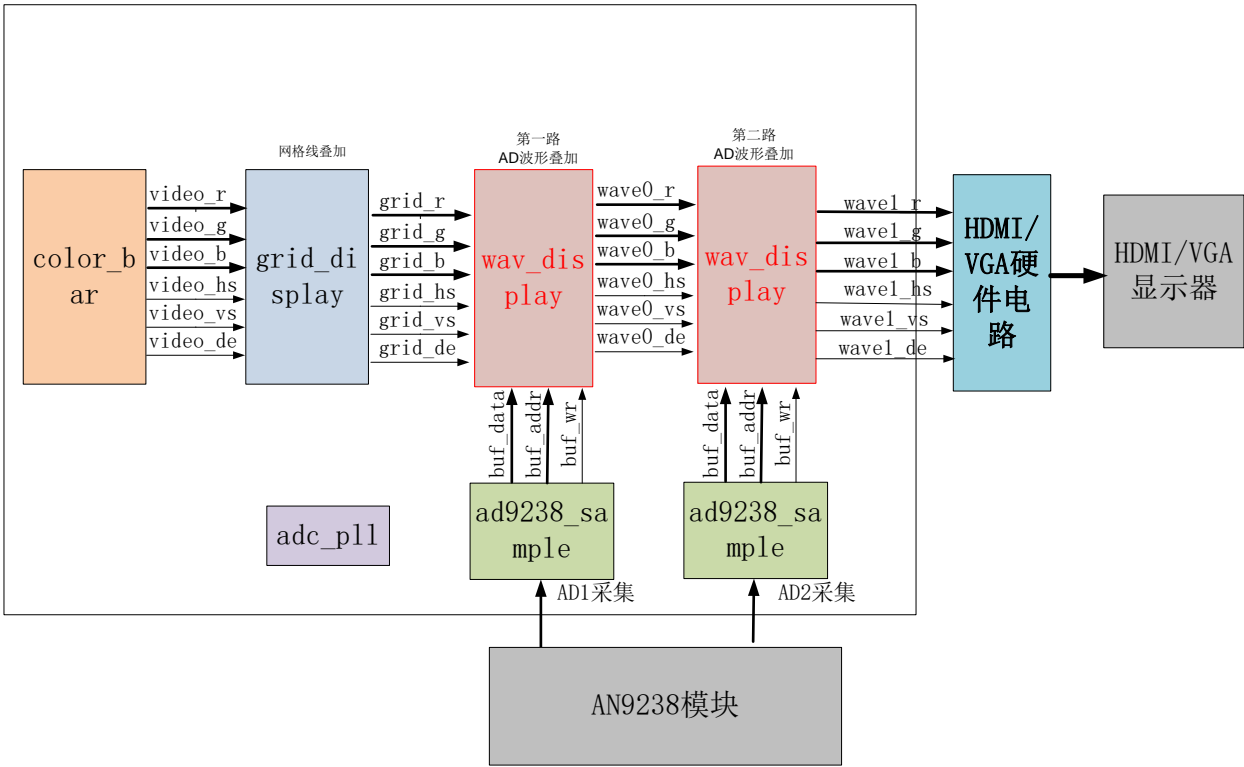 网格线叠加
第一路
AD波形叠加
第二路
AD波形叠加
color_b
ar
video_r
video_g
video_b
video_hs
video_vs
video_de
grid_di
splay
grid_r
grid_g
grid_b
grid_hs
grid_vs
grid_de
wav_dis
play
wave0_r
wave0_g
wave0_b
wave0_hs
wave0_vs
wave0_de
wav_dis
play
wave1_r
wave1_g
wave1_b
wave1_hs
wave1_vs
wave1_de
HDMI/
VGA硬
件电
路
HDMI/VGA
显示器
buf_data
buf_addr
buf_wr
buf_data
buf_addr
buf_wr
adc_pll
ad9238_sa
mple
AD1采集
ad9238_sa
mple
AD2采集
AN9238模块